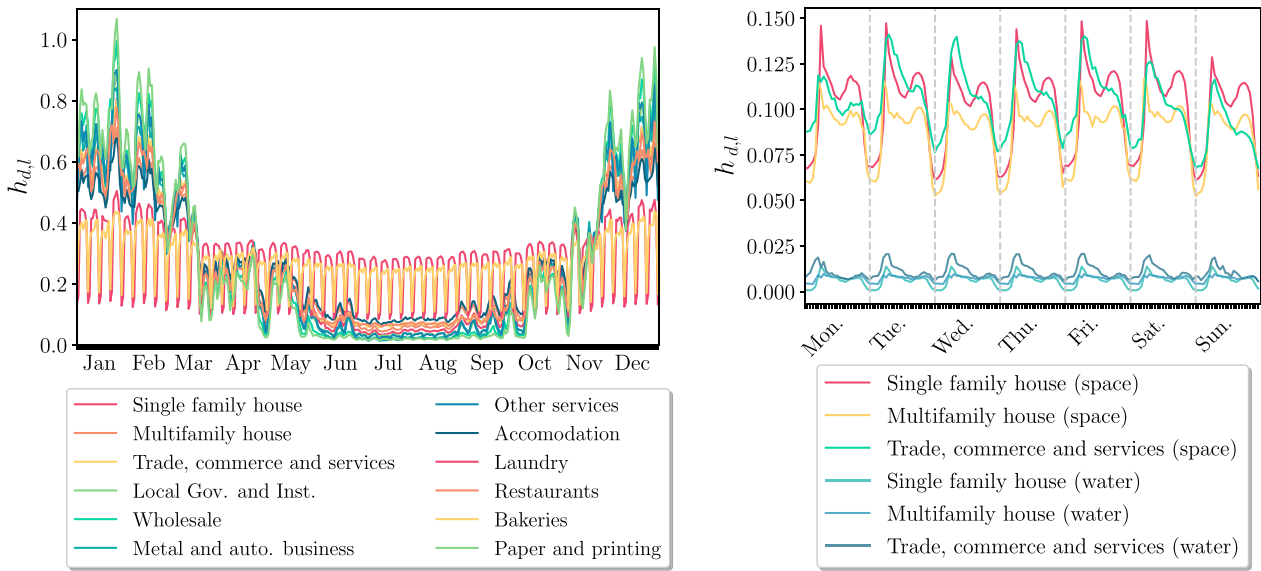 h_{d,l}
1.0
0.8
0.6
0.4
0.2
0.0
Jan Feb Mar Apr May Jun Jul Aug Sep Oct Nov Dec
Single family house
Multifamily house
Trade, commerce and services
Local Gov. and Inst.
Wholesale
Metal and auto. business
Other services
Accomodation
Laundry
Restaurants
Bakeries
Paper and printing
h_{d,l}
0.150
0.125
0.100
0.075
0.050
0.025
0.000
Mon. Tue. Wed. Thu. Fri. Sat. Sun.
Single family house (space)
Multifamily house (space)
Trade, commerce and services (space)
Single family house (water)
Multifamily house (water)
Trade, commerce and services (water)